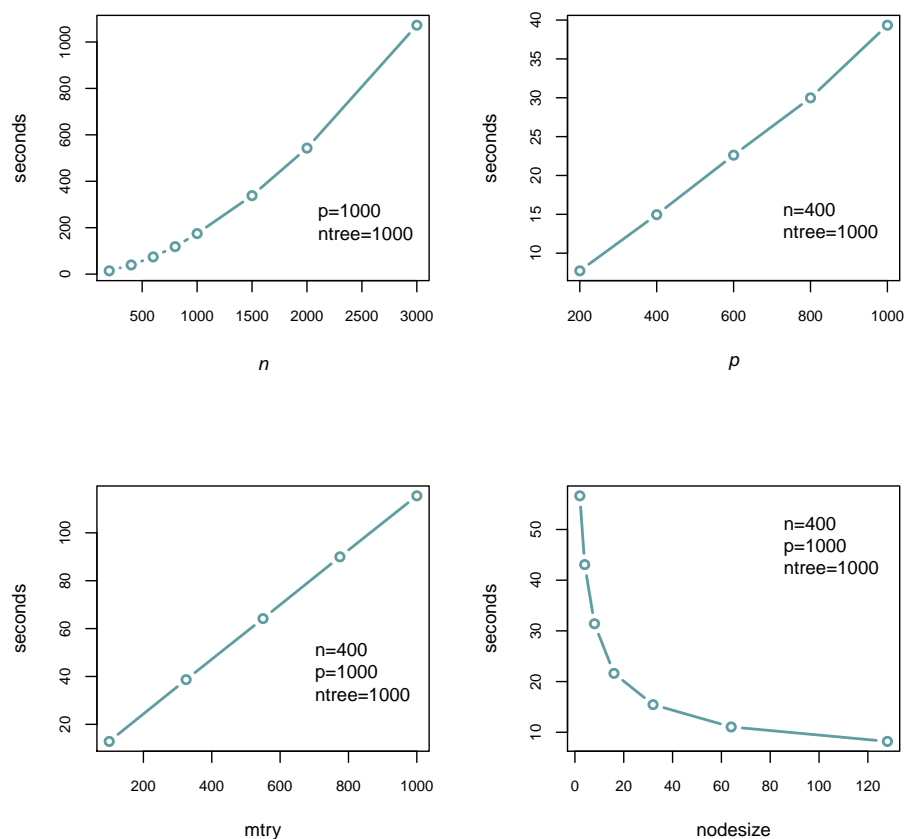 seconds
0 200 400 600 800 1000
500 1000 1500 2000 2500 3000
n
p=1000
ntree=1000
seconds
10 15 20 25 30 35 40
200 400 600 800 1000
p
n=400
ntree=1000
seconds
20 40 60 80 100
200 400 600 800 1000
mtry
n=400
p=1000
ntree=1000
seconds
10 20 30 40 50
0 20 40 60 80 100 120
nodesize
n=400
p=1000
ntree=1000